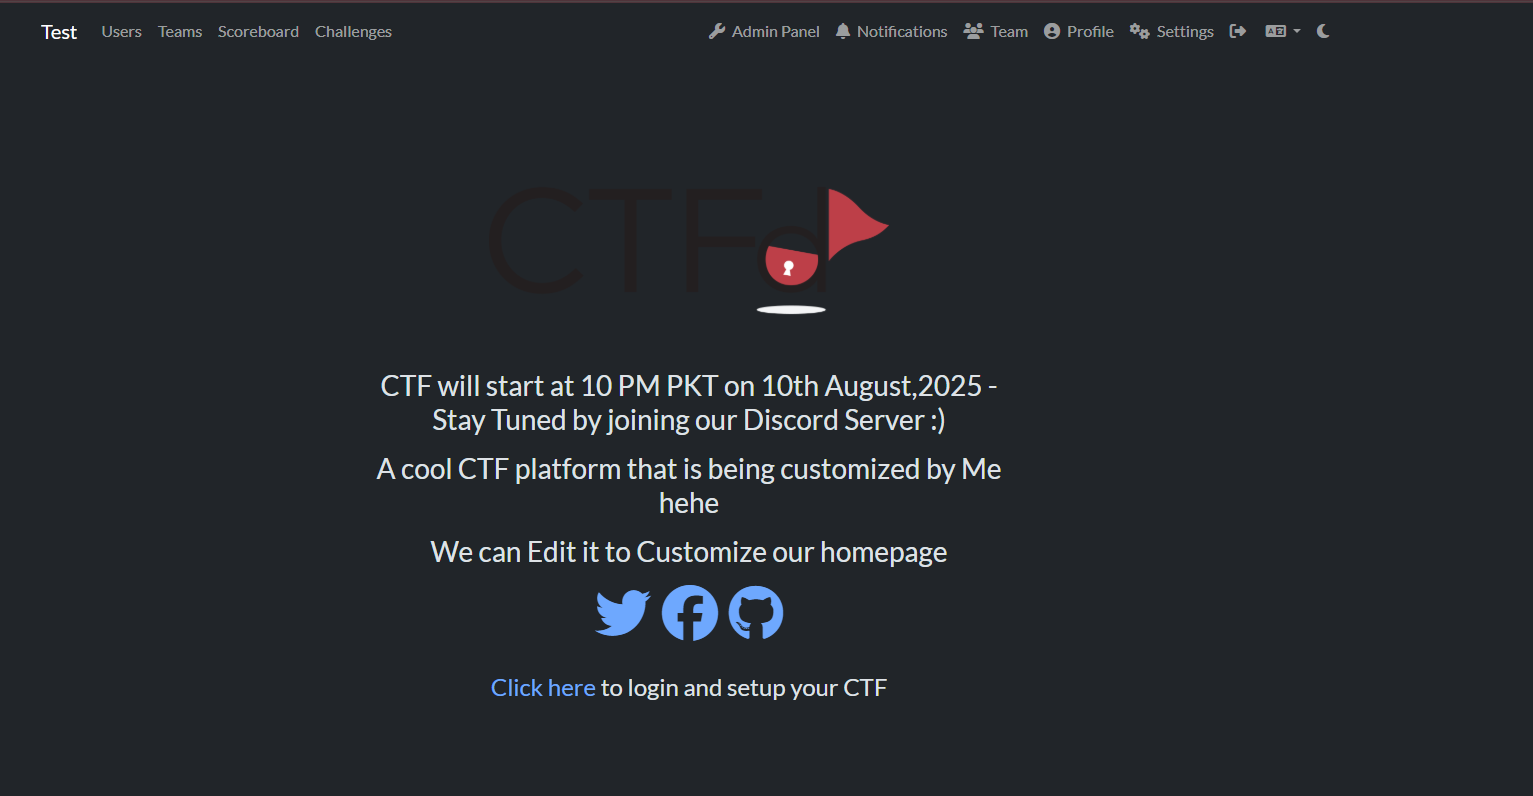 Test Users Teams Scoreboard Challenges Admin Panel Notifications Team Profile Settings
CTFd
CTF will start at 10 PM PKT on 10th August,2025 -
Stay Tuned by joining our Discord Server :)
A cool CTF platform that is being customized by Me
hehe
We can Edit it to Customize our homepage
Click here to login and setup your CTF